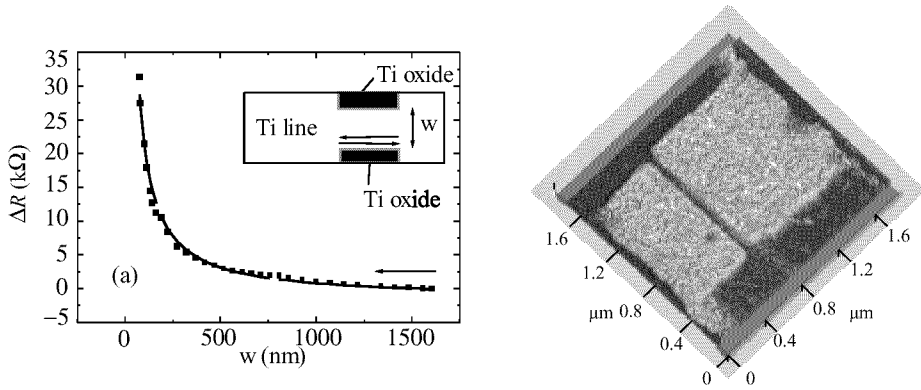 35
30
25
20
15
10
5
0
−5
ΔR (kΩ)
Ti oxide
Ti line
w
Ti oxide
(a)
0 500 1000 1500
w (nm)
1.6
1.2
μm 0.8
0.4
0
0
0.4
0.8 μm
1.2
1.6